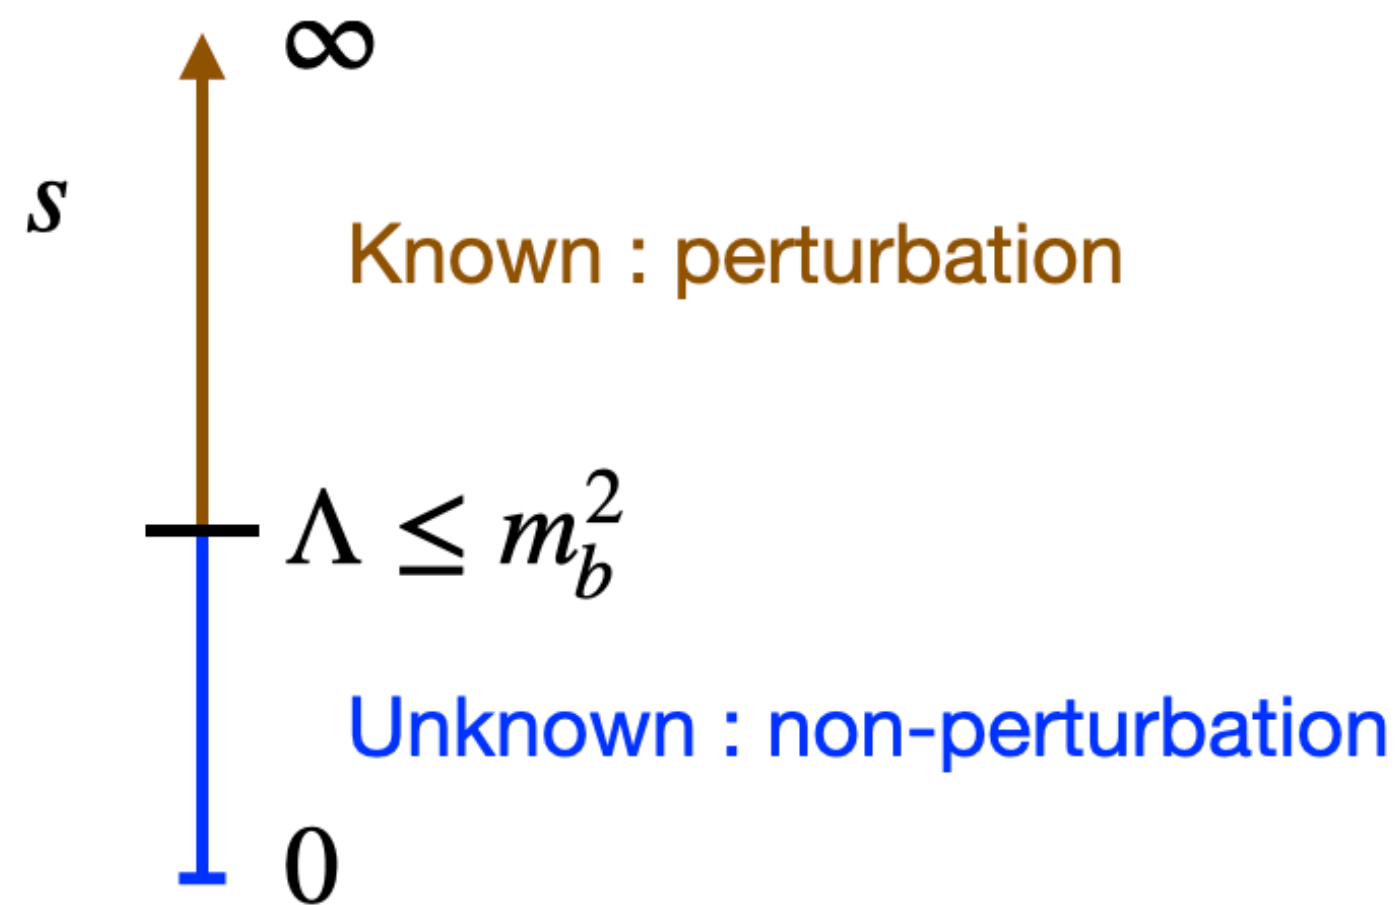 ∞
s
Known : perturbation
Λ ≤ m_b^2
Unknown : non-perturbation
0